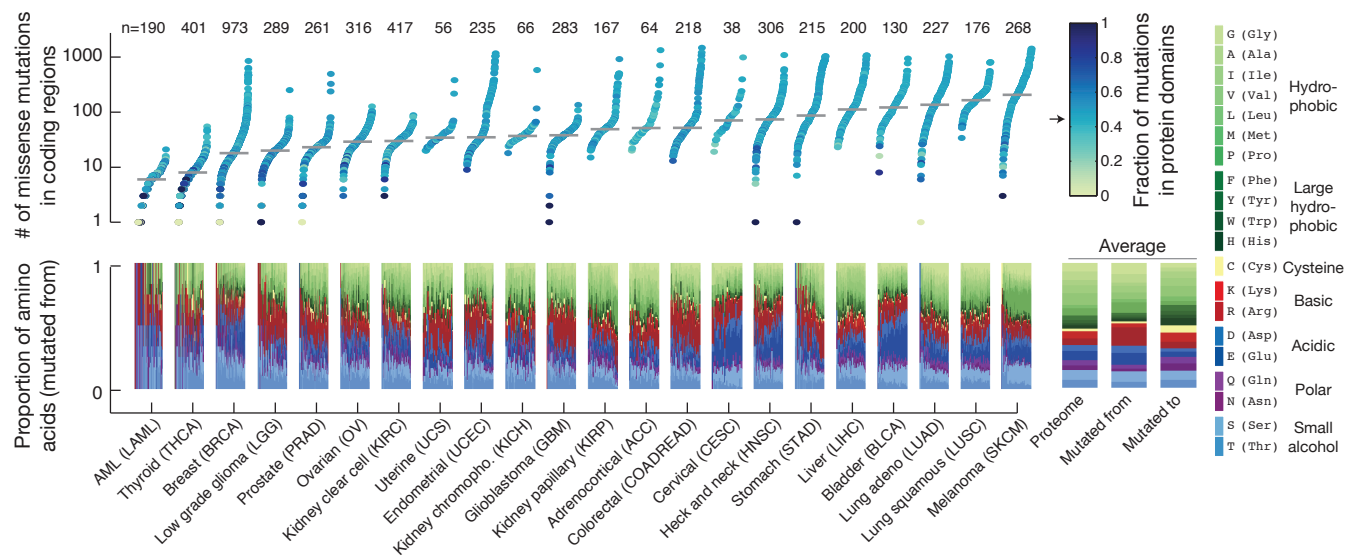 n=190 401 973 289 261 316 417 56 235 66 283 167 64 218 38 306 215 200 130 227 176 268
# of missense mutations
in coding regions
1000
100
10
1
1
0.8
0.6
0.4
0.2
0
Fraction of mutations
in protein domains
Proportion of amino
acids (mutated from)
1
0
AML (LAML)
Thyroid (THCA)
Breast (BRCA)
Low grade glioma (LGG)
Prostate (PRAD)
Ovarian (OV)
Kidney clear cell (KIRC)
Uterine (UCS)
Endometrial (UCEC)
Kidney chromopho. (KICH)
Glioblastoma (GBM)
Kidney papillary (KIRP)
Adrenocortical (ACC)
Colorectal (COADREAD)
Cervical (CESC)
Head and neck (HNSC)
Stomach (STAD)
Liver (LIHC)
Bladder (BLCA)
Lung adeno (LUAD)
Lung squamous (LUSC)
Melanoma (SKCM)
Average
Proteome
Mutated from
Mutated to
G (Gly)
A (Ala)
I (Ile)
V (Val)
L (Leu)
M (Met)
P (Pro)
Hydro-
phobic
F (Phe)
Y (Tyr)
W (Trp)
H (His)
Large
hydro-
phobic
C (Cys)
Cysteine
K (Lys)
R (Arg)
Basic
D (Asp)
E (Glu)
Acidic
Q (Gln)
N (Asn)
Polar
S (Ser)
T (Thr)
Small
alcohol